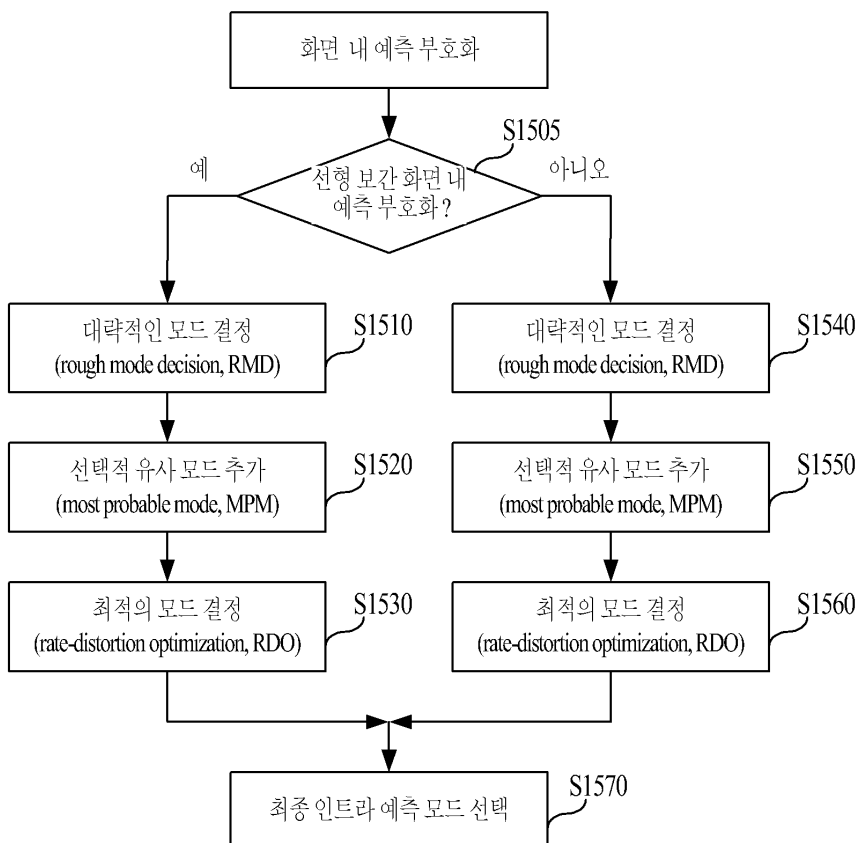 화면 내 예측 부호화
S1505
예
선형 보간 화면 내
예측 부호화?
아니오
대략적인 모드 결정
(rough mode decision, RMD)
S1510
대략적인 모드 결정
(rough mode decision, RMD)
S1540
선택적 유사 모드 추가
(most probable mode, MPM)
S1520
선택적 유사 모드 추가
(most probable mode, MPM)
S1550
최적의 모드 결정
(rate-distortion optimization, RDO)
S1530
최적의 모드 결정
(rate-distortion optimization, RDO)
S1560
최종 인트라 예측 모드 선택
S1570